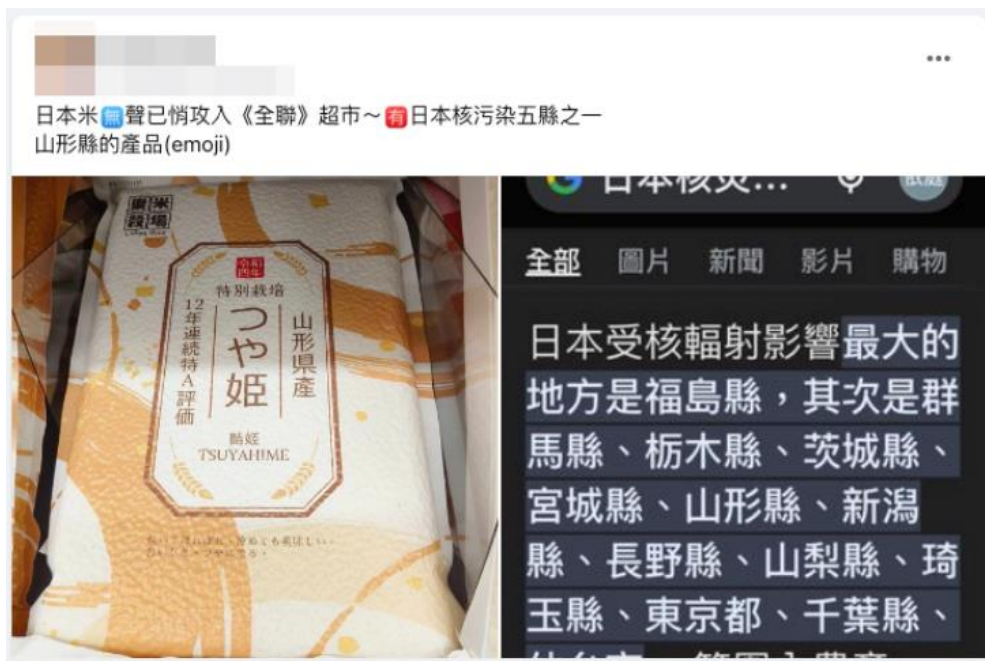 日本米🈚聲已悄攻入《全聯》超市～🈶日本核污染五縣之一
山形縣的產品(emoji)
令和
四年
特別栽培
山形県産
つや姫
12年連続特A評価
艷姬
TSUYAHIME
全部 圖片 新聞 影片 購物
日本受核輻射影響最大的
地方是福島縣，其次是群
馬縣、栃木縣、茨城縣、
宮城縣、山形縣、新潟
縣、長野縣、山梨縣、琦
玉縣、東京都、千葉縣、